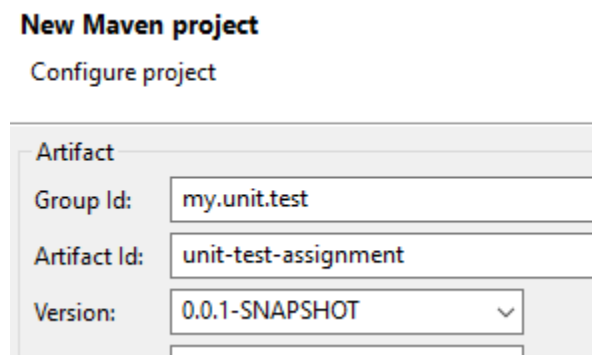 New Maven project
Configure project
Artifact
Group Id: my.unit.test
Artifact Id: unit-test-assignment
Version: 0.0.1-SNAPSHOT